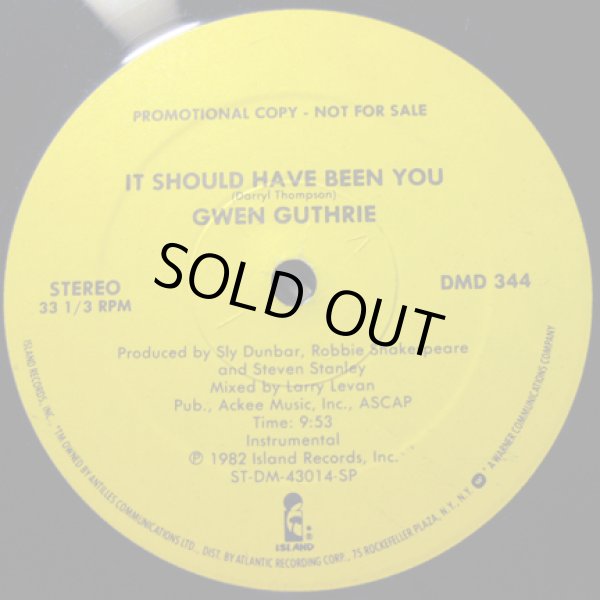 PROMOTIONAL COPY - NOT FOR SALE
IT SHOULD HAVE BEEN YOU
(Darryl Thompson)
GWEN GUTHRIE
SOLD OUT
STEREO
33 1/3 RPM
DMD 344
Produced by Sly Dunbar, Robbie Shakespeare
and Steven Stanley
Mixed by Larry Levan
Pub., Ackee Music, Inc., ASCAP
Time: 9:53
Instrumental
℗ 1982 Island Records, Inc.
ST-DM-43014-SP
ISLAND
ISLAND RECORDS, INC., TM OWNED BY ANTILLES COMMUNICATIONS LTD., DIST. BY ATLANTIC RECORDING CORP., 75 ROCKEFELLER PLAZA, N.Y., N.Y. A WARNER COMMUNICATIONS COMPANY